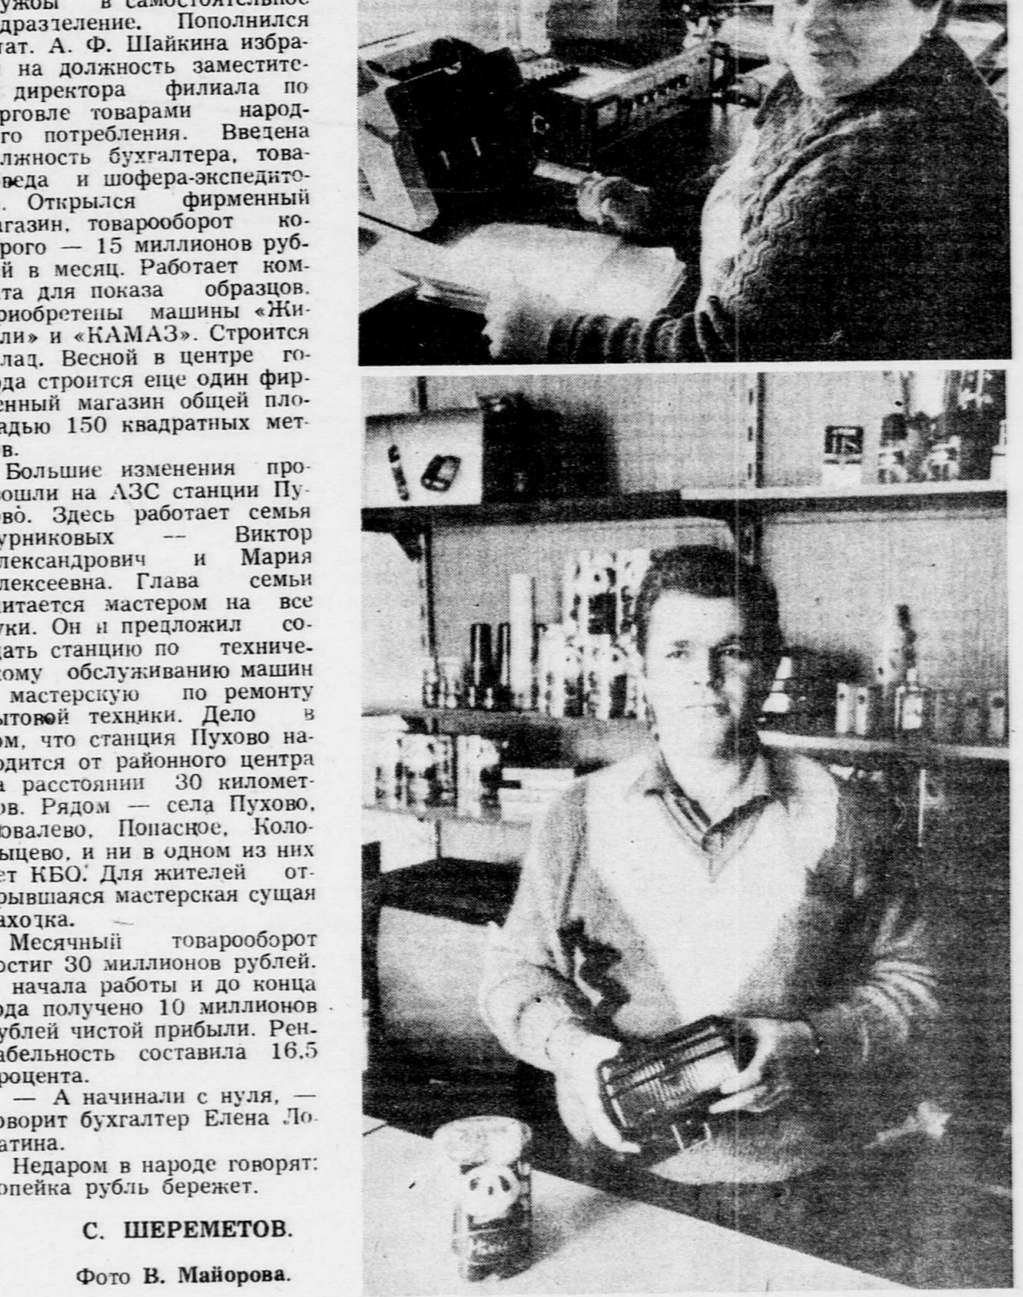 ужбы в самостоятельное
дразделение. Пополнился
тат. А. Ф. Шайкина избра-
на должность заместите-
директора филиала по
рговле товарами народ-
го потребления. Введена
лжность бухгалтера, това-
веда и шофера-экспедито-
. Открылся фирменный
агазин, товарооборот ко-
рого — 15 миллионов руб-
й в месяц. Работает ком-
та для показа образцов.
риобретены машины «Жи-
ли» и «КАМАЗ». Строится
лад. Весной в центре го-
да строится еще один фир-
енный магазин общей пло-
адью 150 квадратных мет-
в.
Большие изменения про-
ошли на АЗС станции Пу-
ово. Здесь работает семья
урниковых — Виктор
лександрович и Мария
лексеевна. Глава семьи
читается мастером на все
уки. Он и предложил со-
дать станцию по техниче-
кому обслуживанию машин
мастерскую по ремонту
ытовой техники. Дело в
ом, что станция Пухово на-
одится от районного центра
а расстоянии 30 километ-
ов. Рядом — села Пухово,
овалево, Попасное, Коло-
ыцево, и ни в одном из них
ет КБО. Для жителей от-
рывшаяся мастерская сущая
аходка.
Месячный товарооборот
остиг 30 миллионов рублей.
начала работы и до конца
ода получено 10 миллионов
ублей чистой прибыли. Рен-
абельность составила 16,5
роцента.
— А начинали с нуля, —
оворит бухгалтер Елена Ло-
атина.
Недаром в народе говорят:
опейка рубль бережет.
С. ШЕРЕМЕТОВ.
Фото В. Майорова.